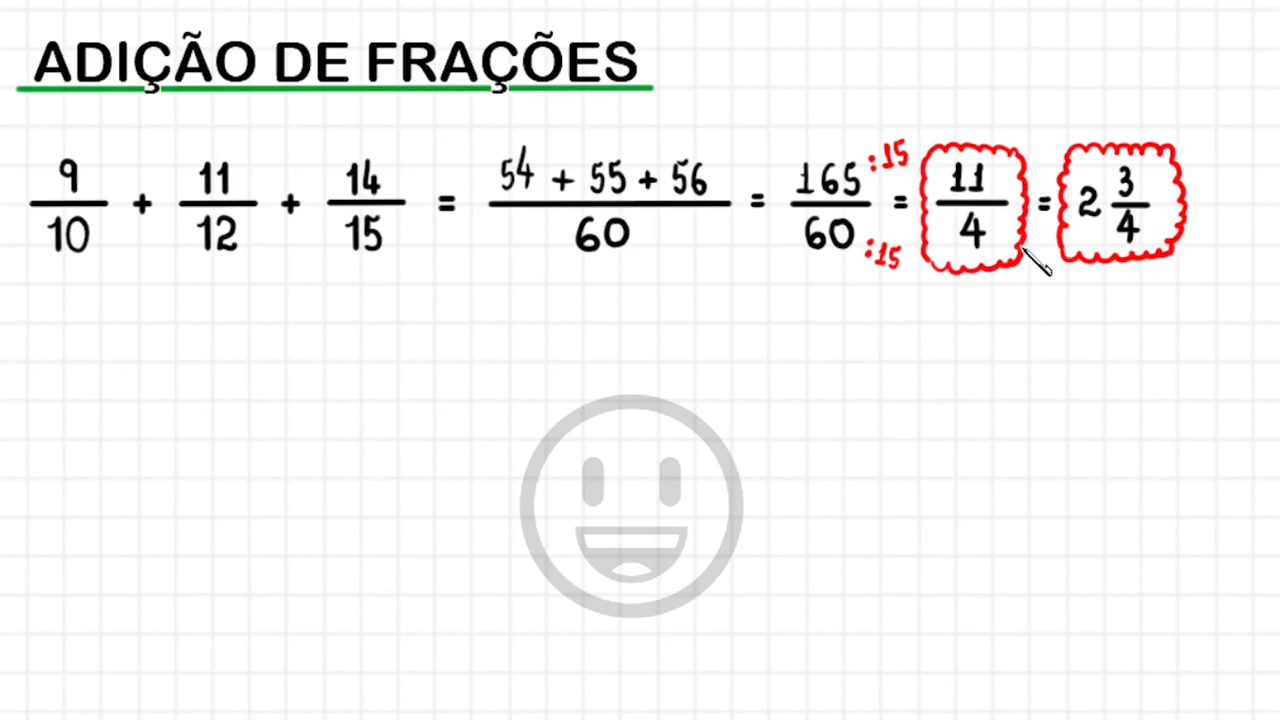 ADIÇÃO DE FRAÇÕES
9/10 + 11/12 + 14/15 = (54 + 55 + 56)/60 = 165/60 :15 :15 = 11/4 = 2 3/4